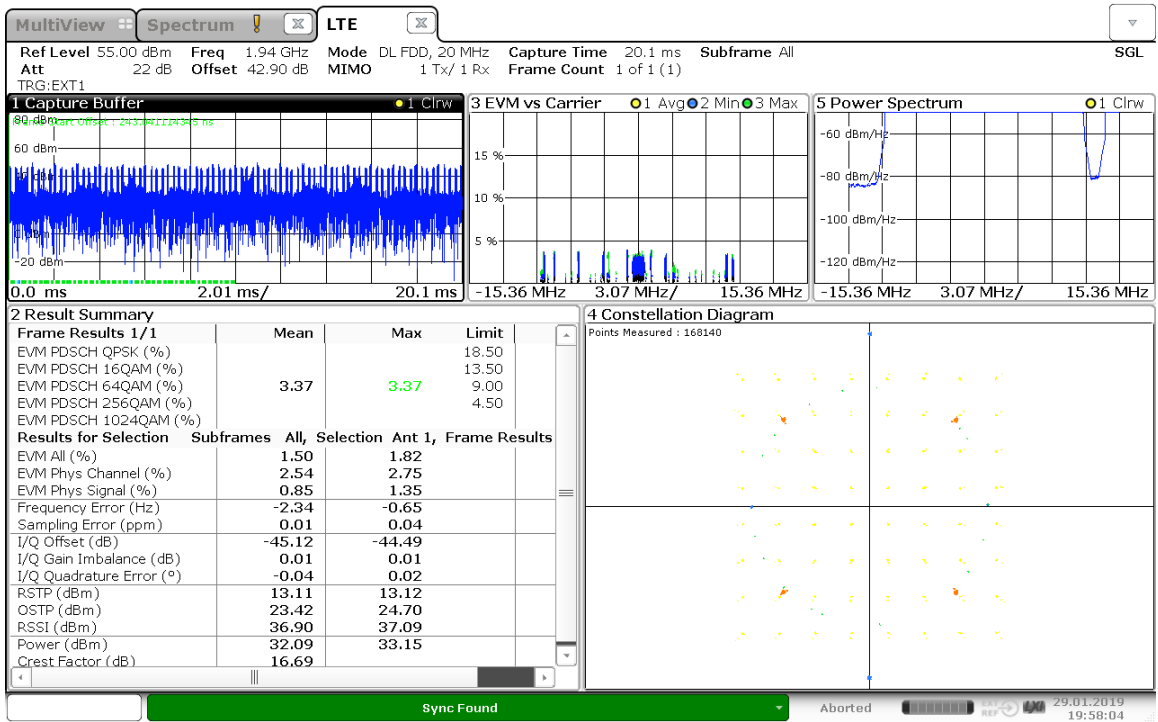 MultiView Spectrum LTE
Ref Level 55.00 dBm Freq 1.94 GHz Mode DL FDD, 20 MHz Capture Time 20.1 ms Subframe All SGL
Att 22 dB Offset 42.90 dB MIMO 1 Tx/ 1 Rx Frame Count 1 of 1 (1)
TRG:EXT1
1 Capture Buffer 1 Clrw
80 dBm
Frame Start Offset : 243.041114345 ms
60 dBm
-20 dBm
0.0 ms 2.01 ms/ 20.1 ms
3 EVM vs Carrier 1 Avg 2 Min 3 Max
15 %
10 %
5 %
-15.36 MHz 3.07 MHz/ 15.36 MHz
5 Power Spectrum 1 Clrw
-60 dBm/Hz
-80 dBm/Hz
-100 dBm/Hz
-120 dBm/Hz
-15.36 MHz 3.07 MHz/ 15.36 MHz
2 Result Summary
Frame Results 1/1 Mean Max Limit
EVM PDSCH QPSK (%) 18.50
EVM PDSCH 16QAM (%) 13.50
EVM PDSCH 64QAM (%) 3.37 3.37 9.00
EVM PDSCH 256QAM (%) 4.50
EVM PDSCH 1024QAM (%)
Results for Selection Subframes All, Selection Ant 1, Frame Results
EVM All (%) 1.50 1.82
EVM Phys Channel (%) 2.54 2.75
EVM Phys Signal (%) 0.85 1.35
Frequency Error (Hz) -2.34 -0.65
Sampling Error (ppm) 0.01 0.04
I/Q Offset (dB) -45.12 -44.49
I/Q Gain Imbalance (dB) 0.01 0.01
I/Q Quadrature Error (º) -0.04 0.02
RSTP (dBm) 13.11 13.12
OSTP (dBm) 23.42 24.70
RSSI (dBm) 36.90 37.09
Power (dBm) 32.09 33.15
Crest Factor (dB) 16.69
4 Constellation Diagram
Points Measured : 168140
Sync Found
Aborted
EXT
REF
LXI
29.01.2019
19:58:04